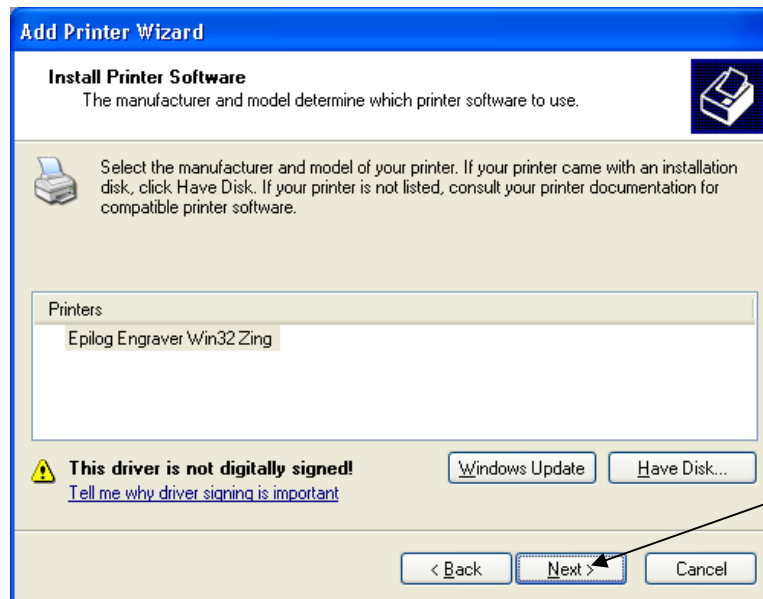 Add Printer Wizard
Install Printer Software
The manufacturer and model determine which printer software to use.
Select the manufacturer and model of your printer. If your printer came with an installation
disk, click Have Disk. If your printer is not listed, consult your printer documentation for
compatible printer software.
Printers
Epilog Engraver Win32 Zing
This driver is not digitally signed!
Tell me why driver signing is important
Windows Update
Have Disk...
< Back
Next >
Cancel